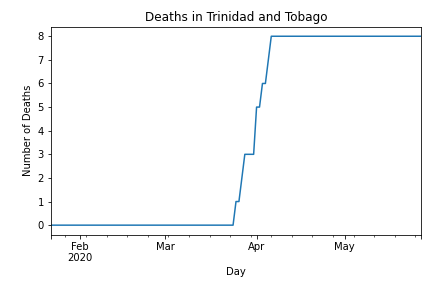 Deaths in Trinidad and Tobago
Number of Deaths
8
7
6
5
4
3
2
1
0
Feb
2020
Mar
Apr
May
Day